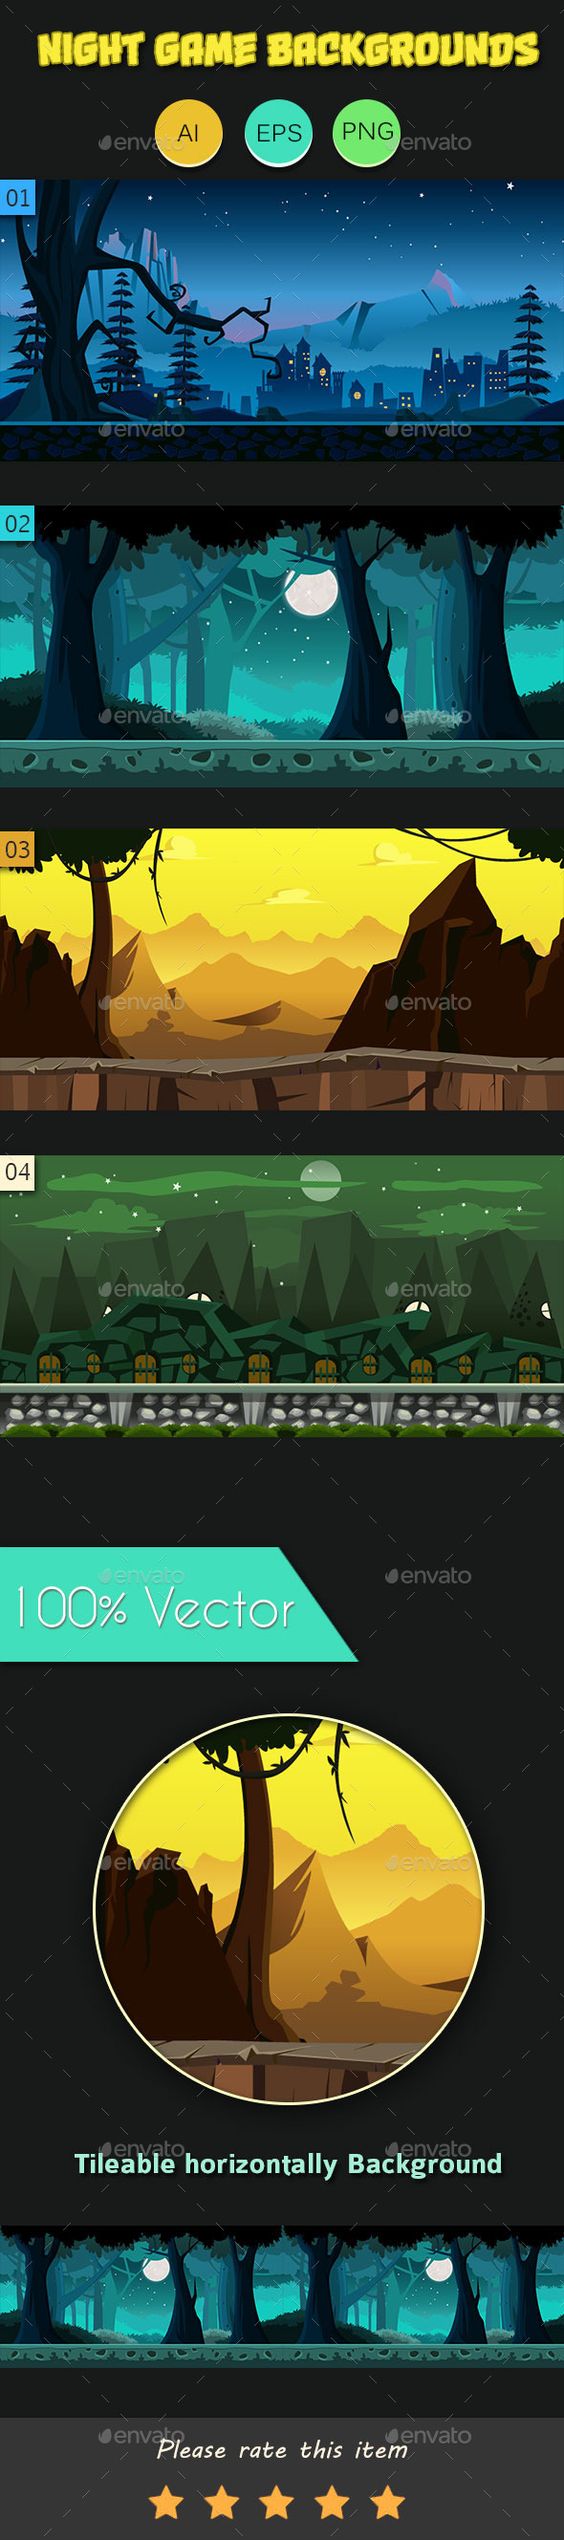 NIGHT GAME BACKGROUNDS
AI EPS PNG
envato envato
01
envato envato
02
envato envato
03
envato envato
04
envato envato
envato envato
100% Vector
envato envato
envato envato
Tileable horizontally Background
envato envato
Please rate this item